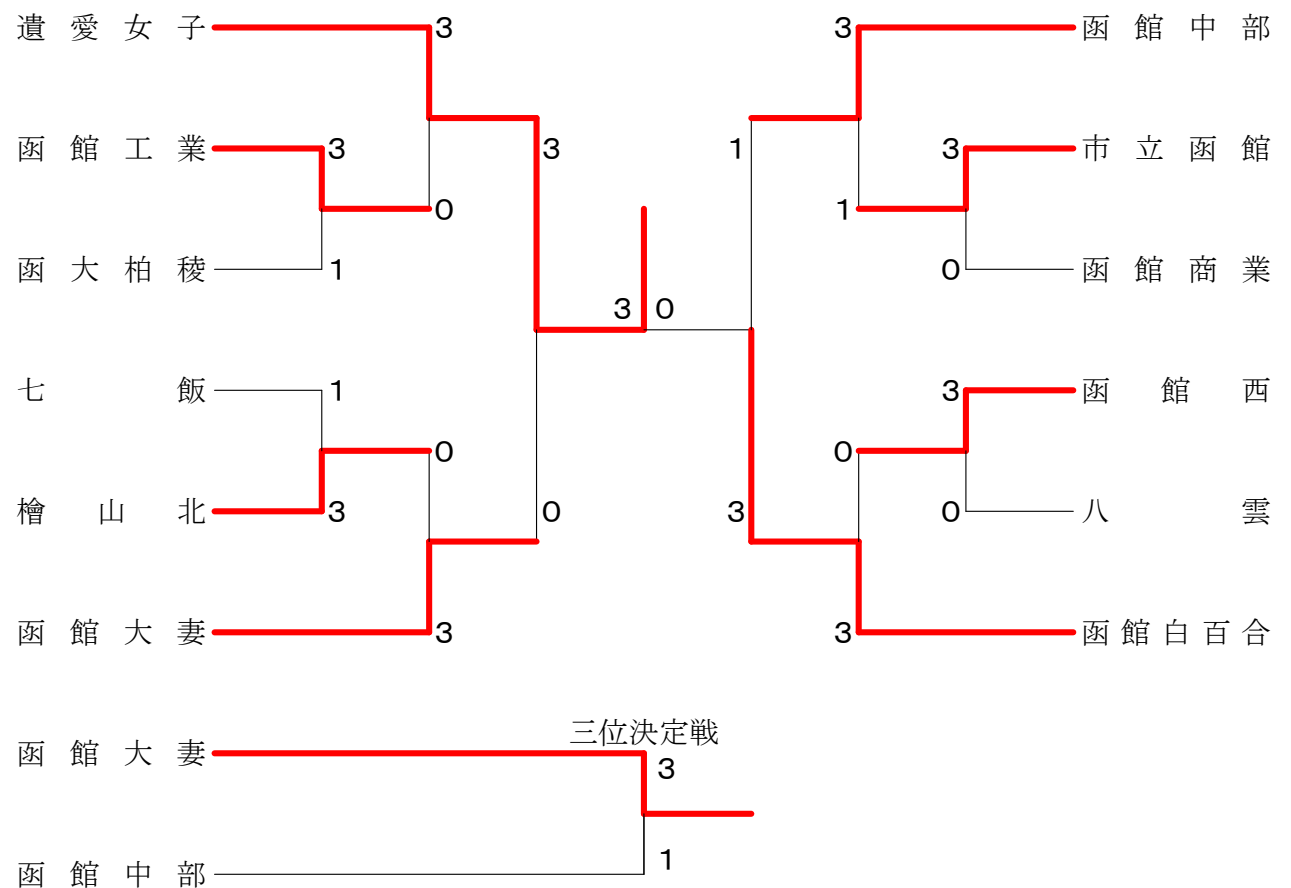 遺愛女子 3 3 函館中部
函館工業 3 3 1 3 市立函館
0 1
函大柏稜 1 0 函館商業
3 0
七飯 1 3 函館西
0 0
檜山北 3 0 3 0 八雲
函館大妻 3 3 函館白百合
三位決定戦
函館大妻 3
函館中部 1